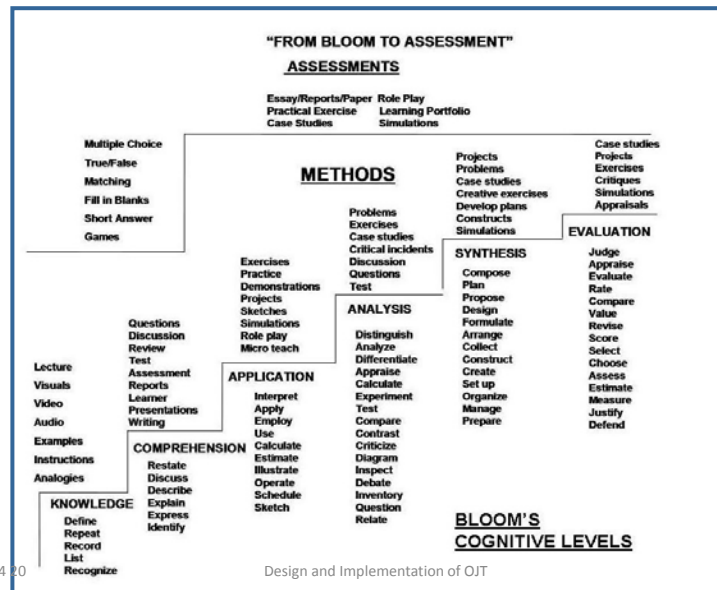 “FROM BLOOM TO ASSESSMENT”
ASSESSMENTS
Essay/Reports/Paper Role Play
Practical Exercise Learning Portfolio
Case Studies Simulations
Multiple Choice
True/False
Matching
Fill in Blanks
Short Answer
Games
METHODS
Lecture
Visuals
Video
Audio
Examples
Instructions
Analogies
KNOWLEDGE
Define
Repeat
Record
List
Recognize
Questions
Discussion
Review
Test
Assessment
Reports
Learner
Presentations
Writing
COMPREHENSION
Restate
Discuss
Describe
Explain
Express
Identify
Exercises
Practice
Demonstrations
Projects
Sketches
Simulations
Role play
Micro teach
APPLICATION
Interpret
Apply
Employ
Use
Calculate
Estimate
Illustrate
Operate
Schedule
Sketch
Problems
Exercises
Case studies
Critical incidents
Discussion
Questions
Test
ANALYSIS
Distinguish
Analyze
Differentiate
Appraise
Calculate
Experiment
Test
Compare
Contrast
Criticize
Diagram
Inspect
Debate
Inventory
Question
Relate
Projects
Problems
Case studies
Creative exercises
Develop plans
Constructs
Simulations
SYNTHESIS
Compose
Plan
Propose
Design
Formulate
Arrange
Collect
Construct
Create
Set up
Organize
Manage
Prepare
Case studies
Projects
Exercises
Critiques
Simulations
Appraisals
EVALUATION
Judge
Appraise
Evaluate
Rate
Compare
Value
Revise
Score
Select
Choose
Assess
Estimate
Measure
Justify
Defend
BLOOM’S
COGNITIVE LEVELS
4 20
Design and Implementation of OJT